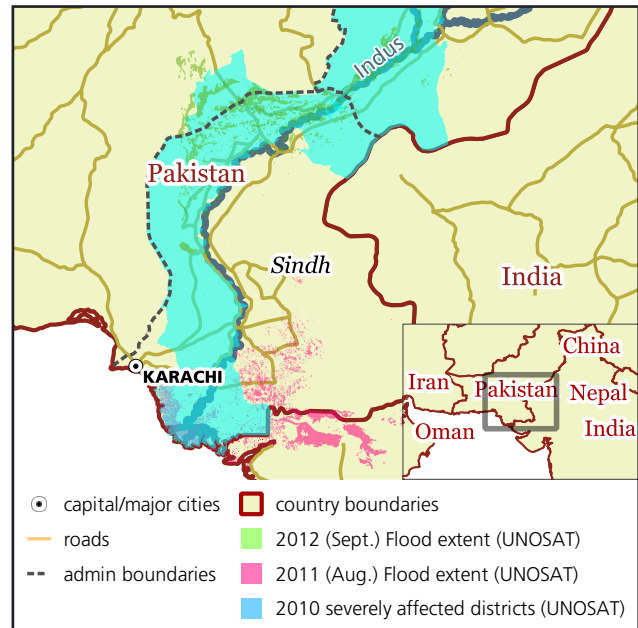 Indus
Pakistan
Sindh
India
KARACHI
China
Iran
Pakistan
Nepal
Oman
India
capital/major cities
country boundaries
roads
2012 (Sept.) Flood extent (UNOSAT)
admin boundaries
2011 (Aug.) Flood extent (UNOSAT)
2010 severely affected districts (UNOSAT)